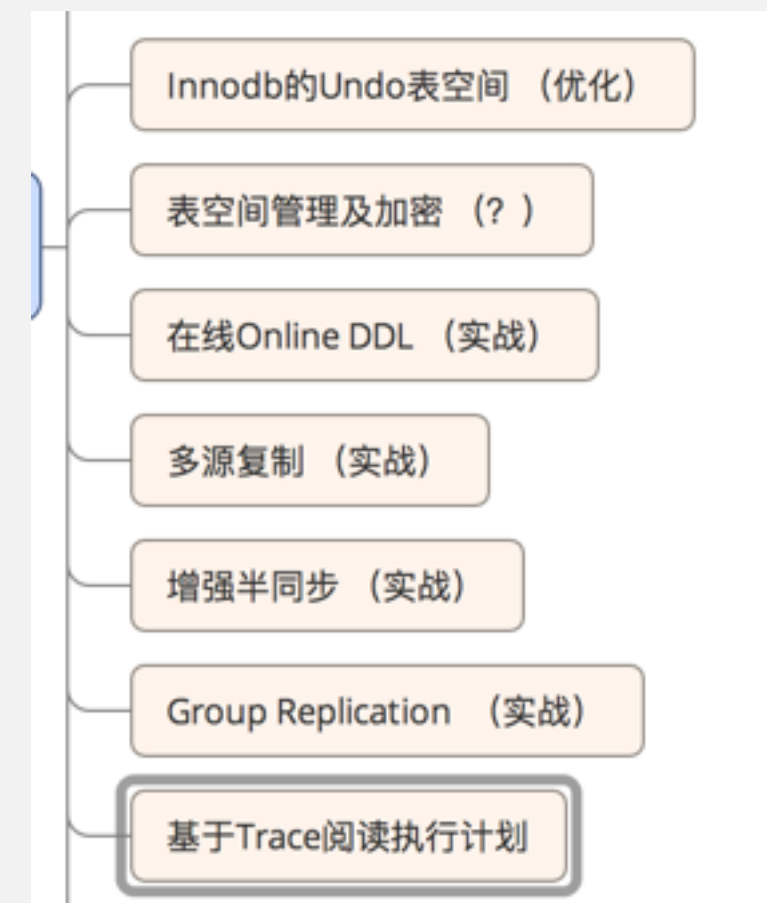 Innodb的Undo表空间 （优化）
表空间管理及加密 （? ）
在线Online DDL （实战）
多源复制 （实战）
增强半同步 （实战）
Group Replication （实战）
基于Trace阅读执行计划